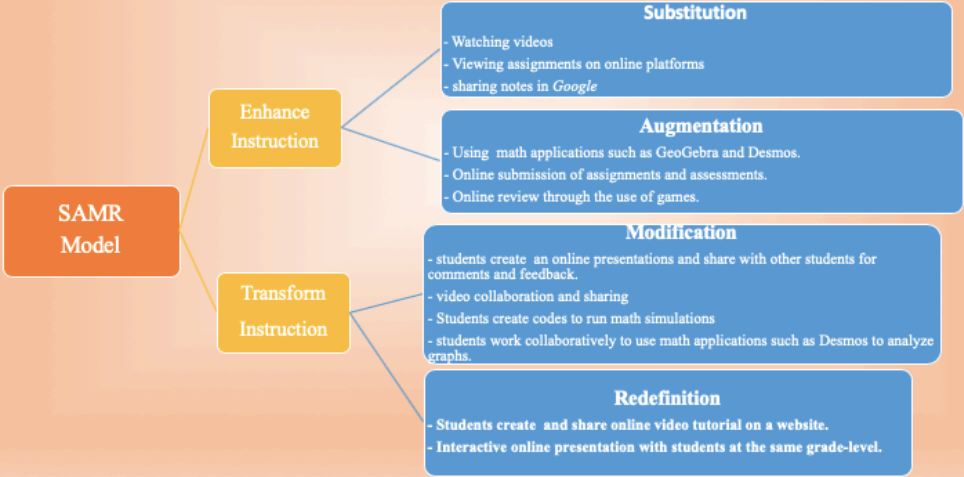 SAMR
Model
Enhance
Instruction
Transform
Instruction
Substitution
- Watching videos
- Viewing assignments on online platforms
- sharing notes in Google
Augmentation
- Using math applications such as GeoGebra and Desmos.
- Online submission of assignments and assessments.
- Online review through the use of games.
Modification
- students create an online presentations and share with other students for
comments and feedback.
- video collaboration and sharing
- Students create codes to run math simulations
- students work collaboratively to use math applications such as Desmos to analyze
graphs.
Redefinition
- Students create and share online video tutorial on a website.
- Interactive online presentation with students at the same grade-level.